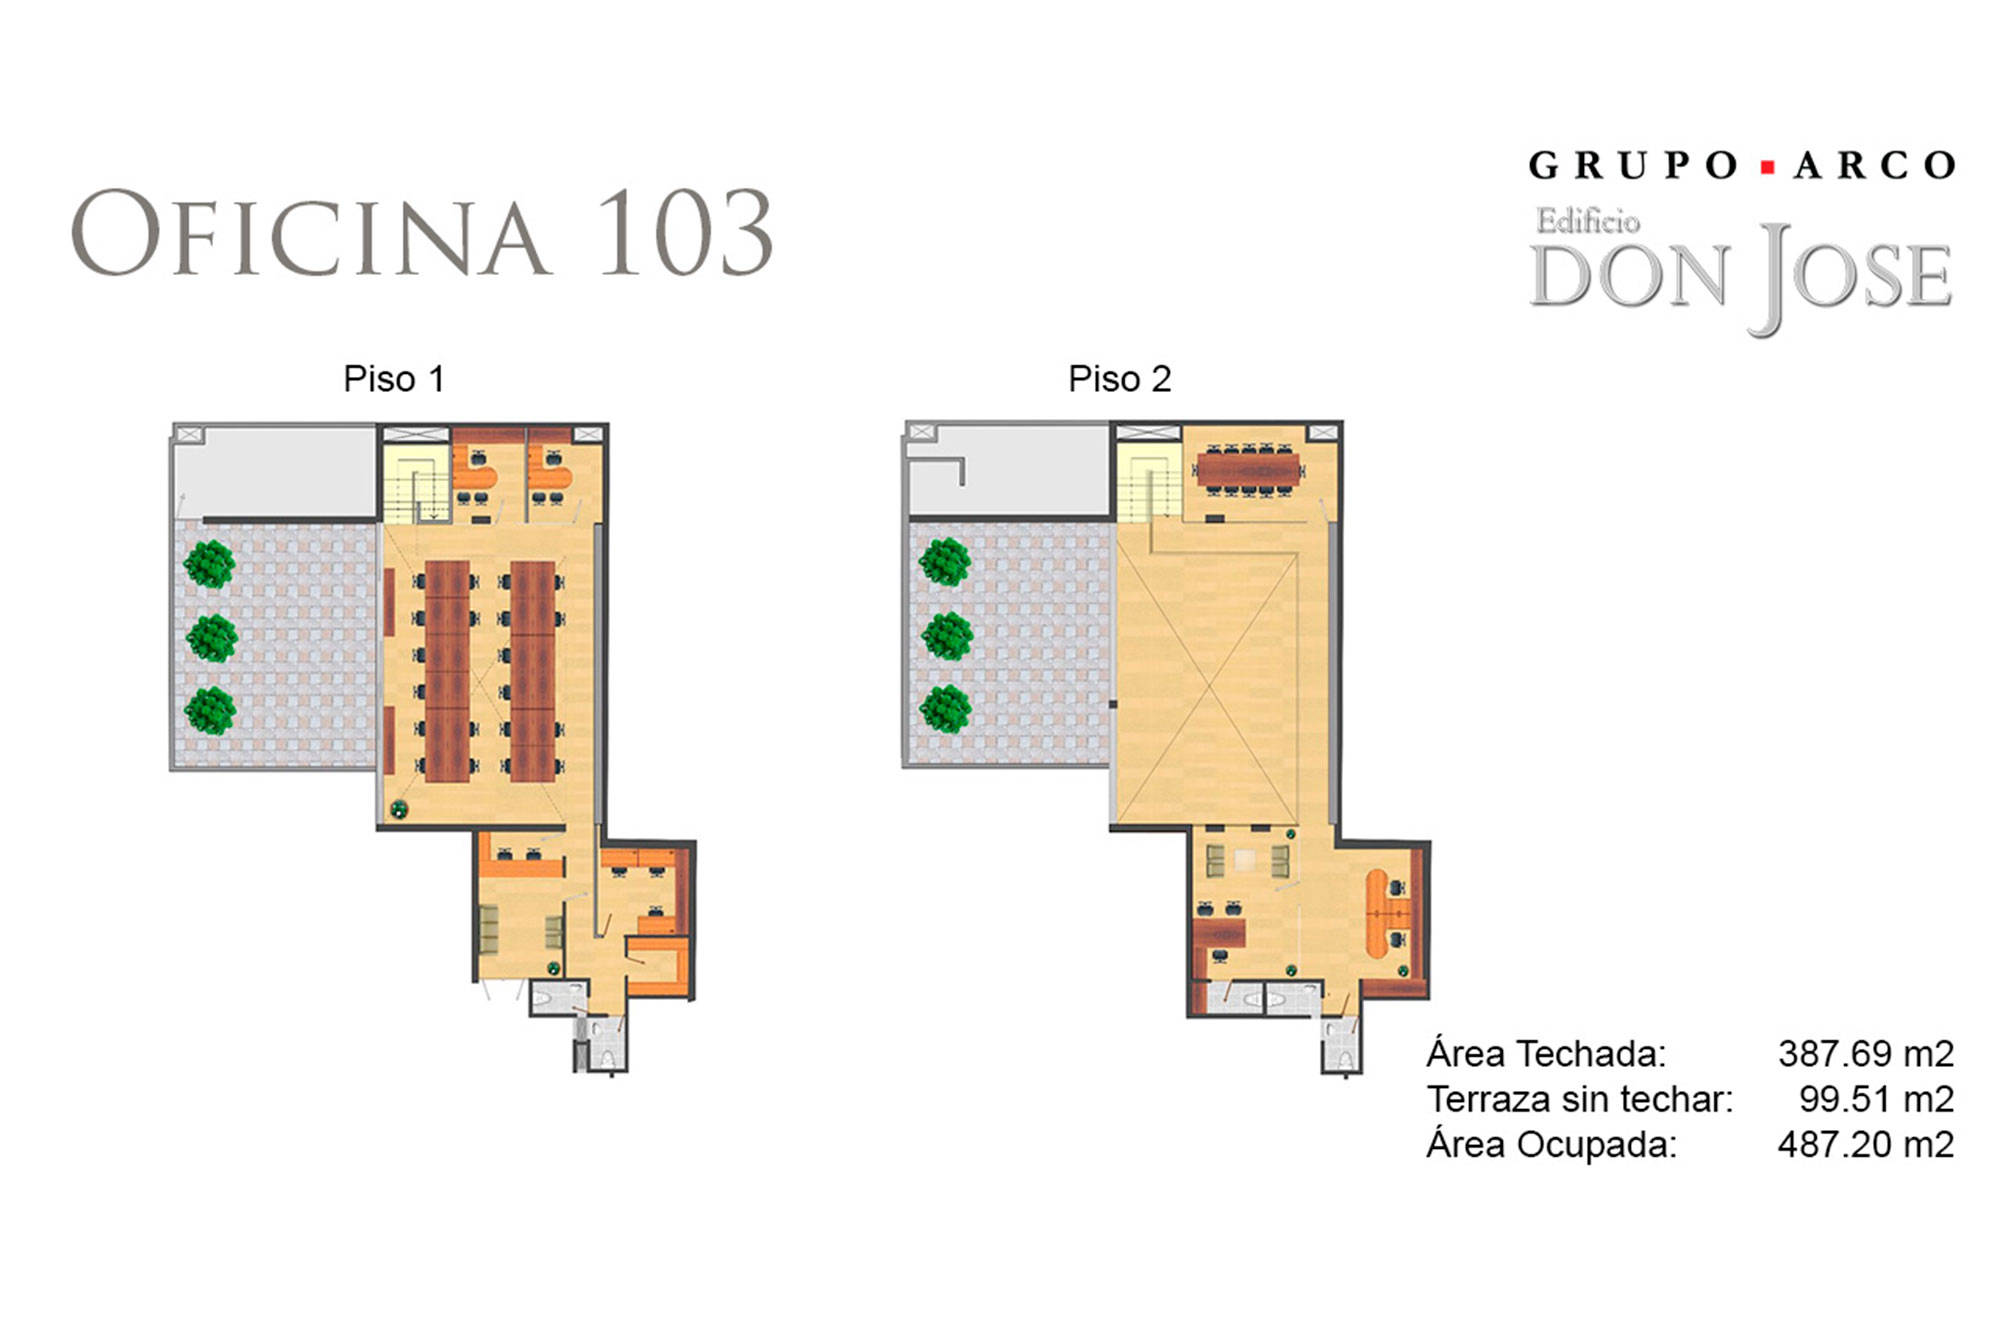 GRUPO ▪ ARCO
Edificio
DON JOSE
OFICINA 103
Piso 1
Piso 2
Área Techada: 387.69 m2
Terraza sin techar: 99.51 m2
Área Ocupada: 487.20 m2